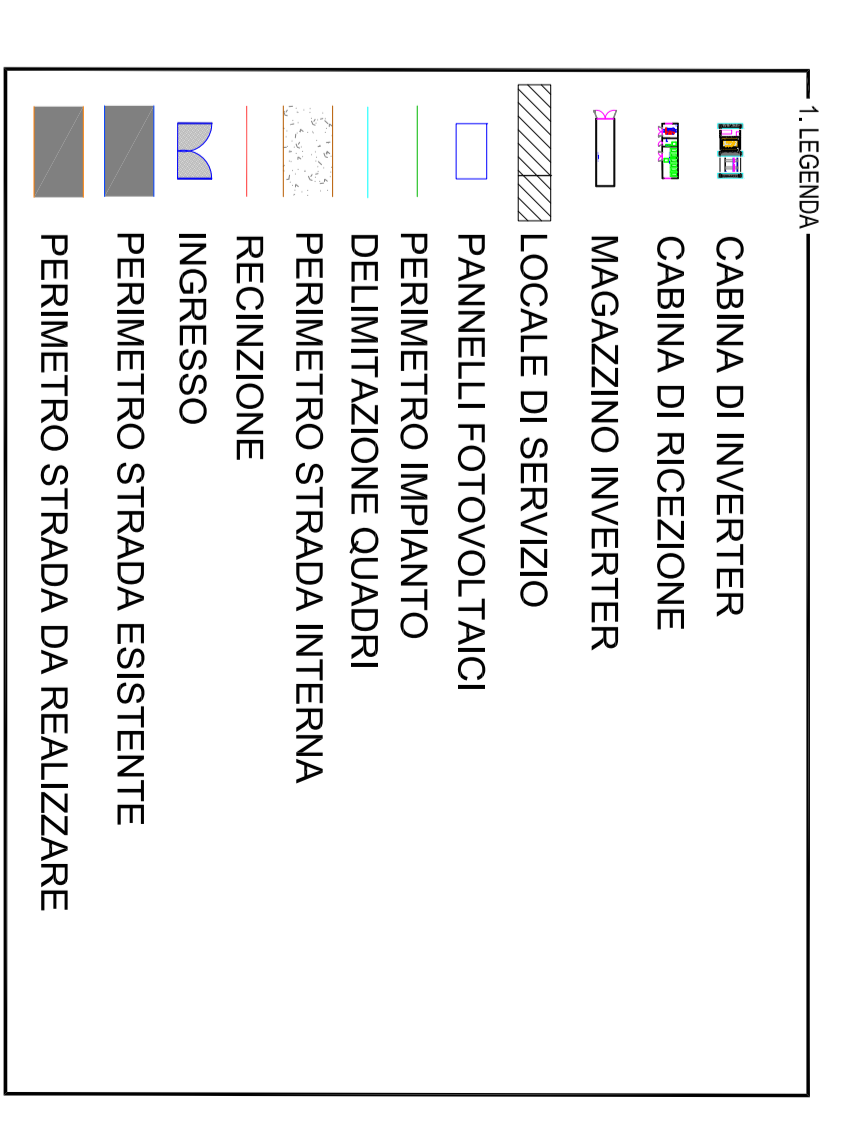 1. LEGENDA
CABINA DI INVERTER
CABINA DI RICEZIONE
MAGAZZINO INVERTER
LOCALE DI SERVIZIO
PANNELLI FOTOVOLTAICI
PERIMETRO IMPIANTO
DELIMITAZIONE QUADRI
PERIMETRO STRADA INTERNA
RECINZIONE
INGRESSO
PERIMETRO STRADA ESISTENTE
PERIMETRO STRADA DA REALIZZARE